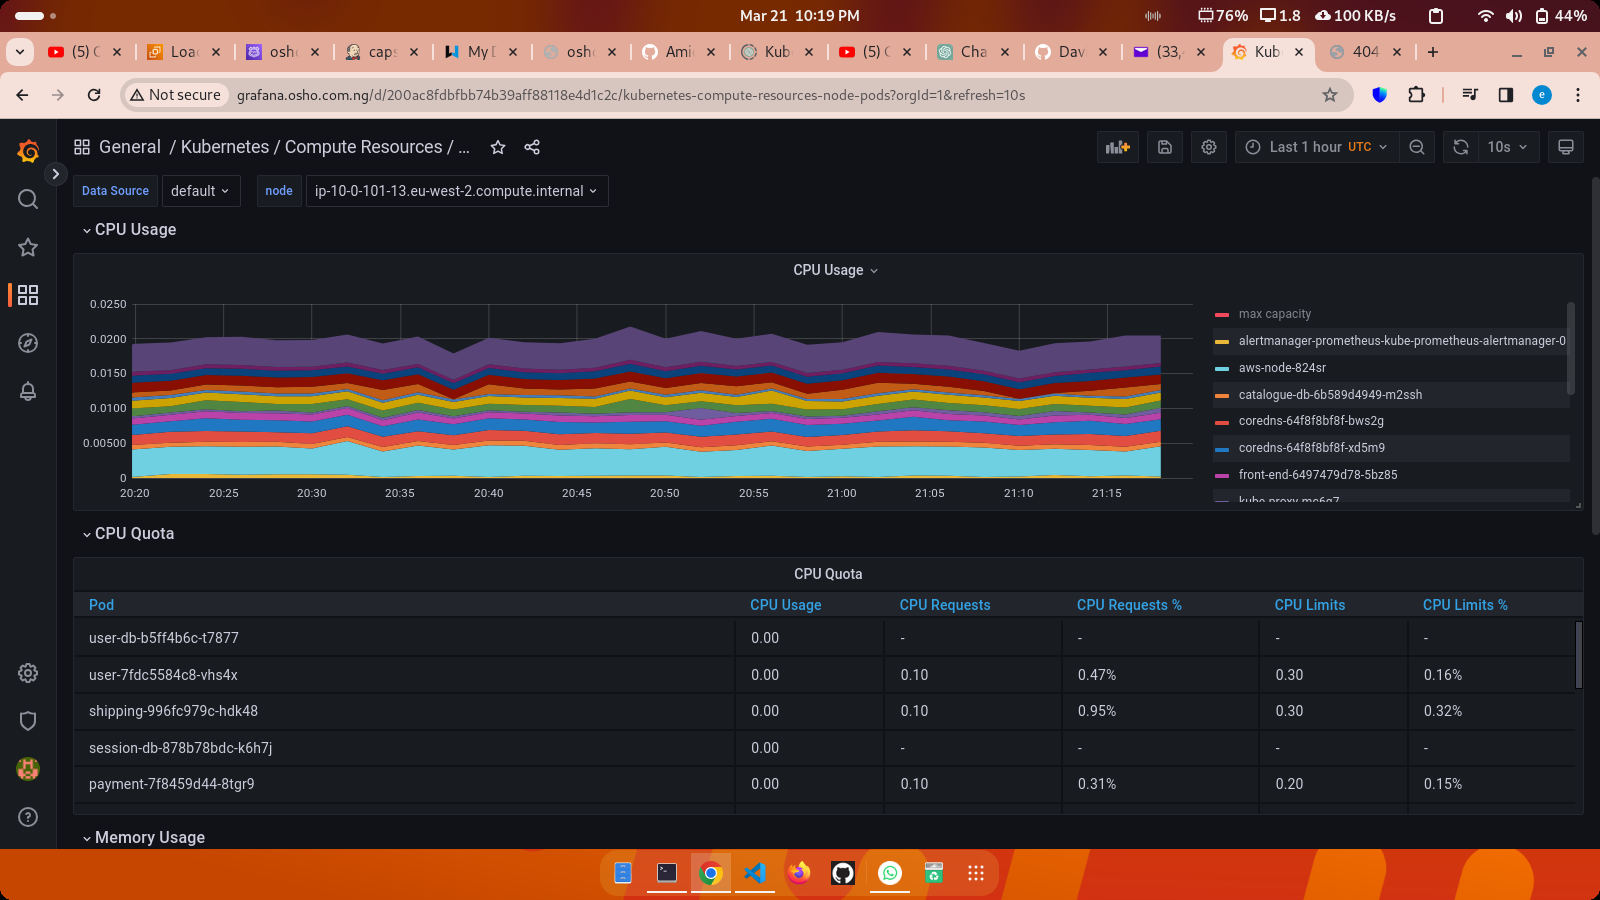 Mar 21 10:19 PM
76%
1.8
100 KB/s
44%
(5) C
Loa
osh
caps
My D
osh
Ami
Kub
(5) C
Cha
Dav
(33,
Kub
404
Not secure
grafana.osho.com.ng/d/200ac8fdbfbb74b39aff88118e4d1c2c/kubernetes-compute-resources-node-pods?orgId=1&refresh=10s
e
General / Kubernetes / Compute Resources / ...
Last 1 hour UTC
10s
Data Source
default
node
ip-10-0-101-13.eu-west-2.compute.internal
CPU Usage
CPU Usage
0.0250
0.0200
0.0150
0.0100
0.00500
0
20:20
20:25
20:30
20:35
20:40
20:45
20:50
20:55
21:00
21:05
21:10
21:15
max capacity
alertmanager-prometheus-kube-prometheus-alertmanager-0
aws-node-824sr
catalogue-db-6b589d4949-m2ssh
coredns-64f8f8bf8f-bws2g
coredns-64f8f8bf8f-xd5m9
front-end-6497479d78-5bz85
kube-proxy-mc6g7
CPU Quota
CPU Quota
Pod CPU Usage CPU Requests CPU Requests % CPU Limits CPU Limits %
user-db-b5ff4b6c-t7877 0.00 - - - -
user-7fdc5584c8-vhs4x 0.00 0.10 0.47% 0.30 0.16%
shipping-996fc979c-hdk48 0.00 0.10 0.95% 0.30 0.32%
session-db-878b78bdc-k6h7j 0.00 - - - -
payment-7f8459d44-8tgr9 0.00 0.10 0.31% 0.20 0.15%
Memory Usage